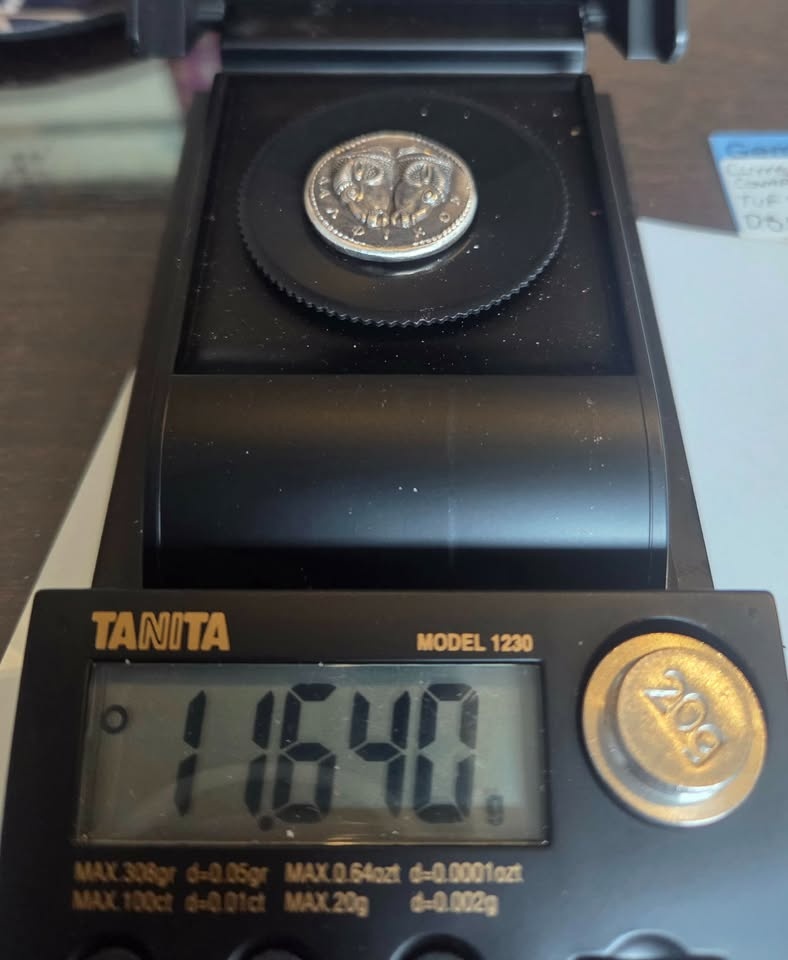 TANITA
MODEL 1230
11.640 g
20g
MAX.308gr d=0.05gr MAX.0.64ozt d=0.0001ozt
MAX.100ct d=0.01ct MAX.20g d=0.002g